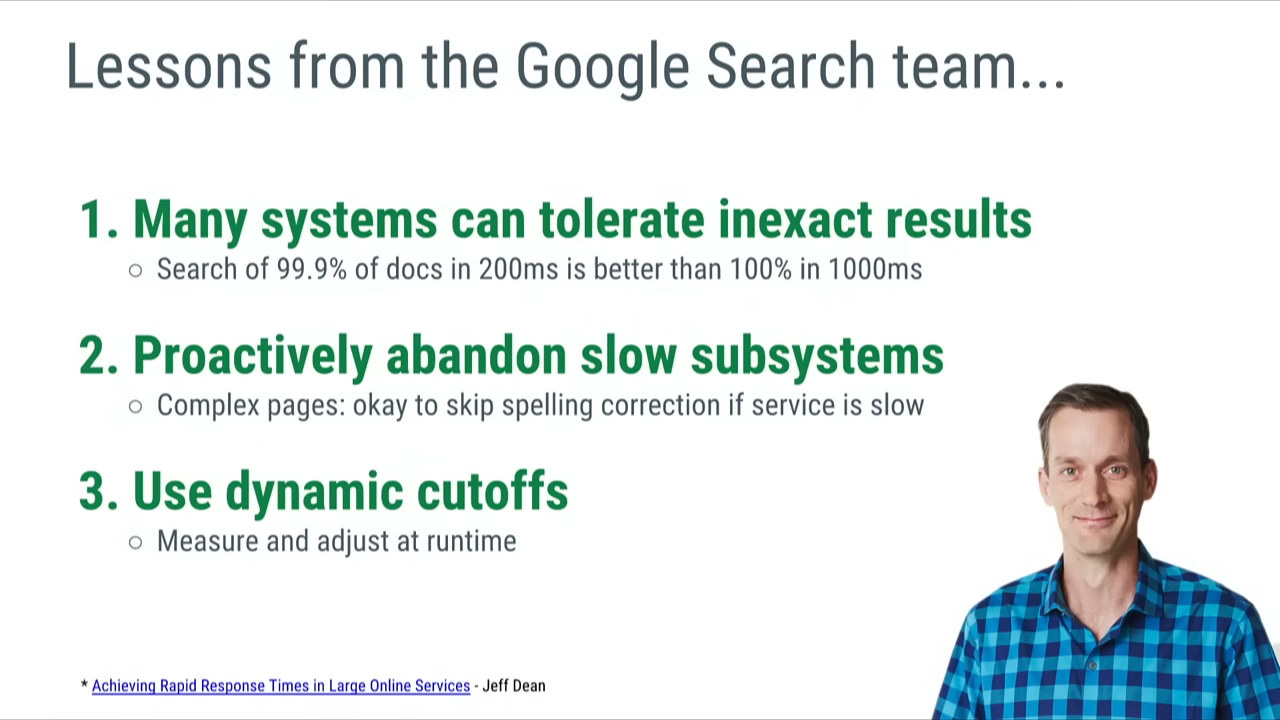 Lessons from the Google Search team...
1. Many systems can tolerate inexact results
○ Search of 99.9% of docs in 200ms is better than 100% in 1000ms
2. Proactively abandon slow subsystems
○ Complex pages: okay to skip spelling correction if service is slow
3. Use dynamic cutoffs
○ Measure and adjust at runtime
* Achieving Rapid Response Times in Large Online Services - Jeff Dean